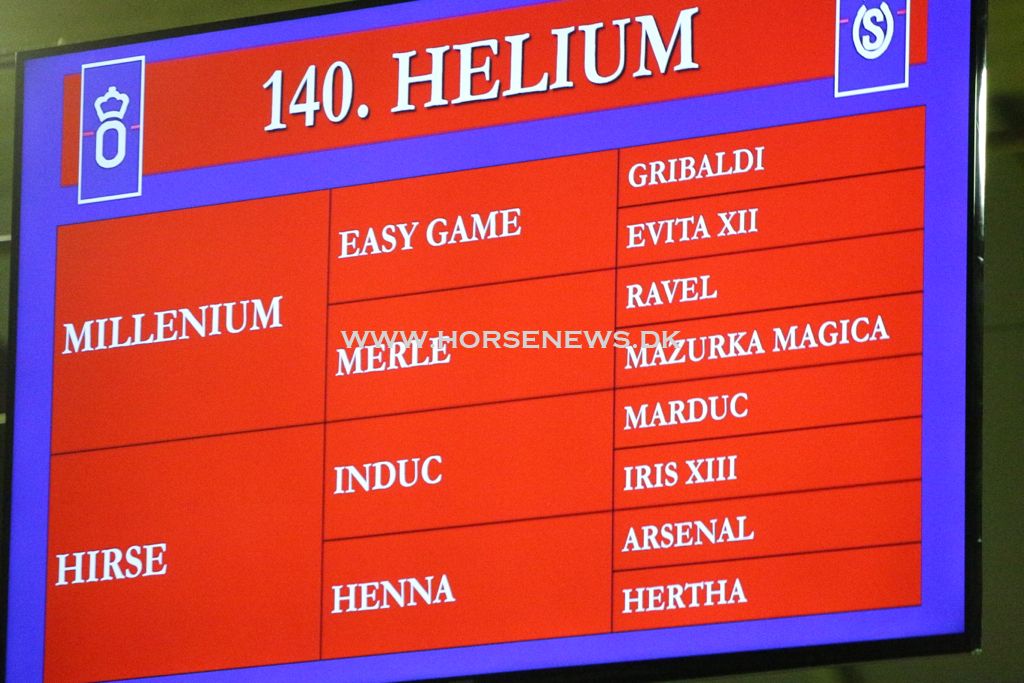 140. HELIUM
O
S
MILLENIUM
EASY GAME
GRIBALDI
EVITA XII
MERLE
RAVEL
MAZURKA MAGICA
HIRSE
INDUC
MARDUC
IRIS XIII
HENNA
ARSENAL
HERTHA
WWW.HORSENEWS.DK